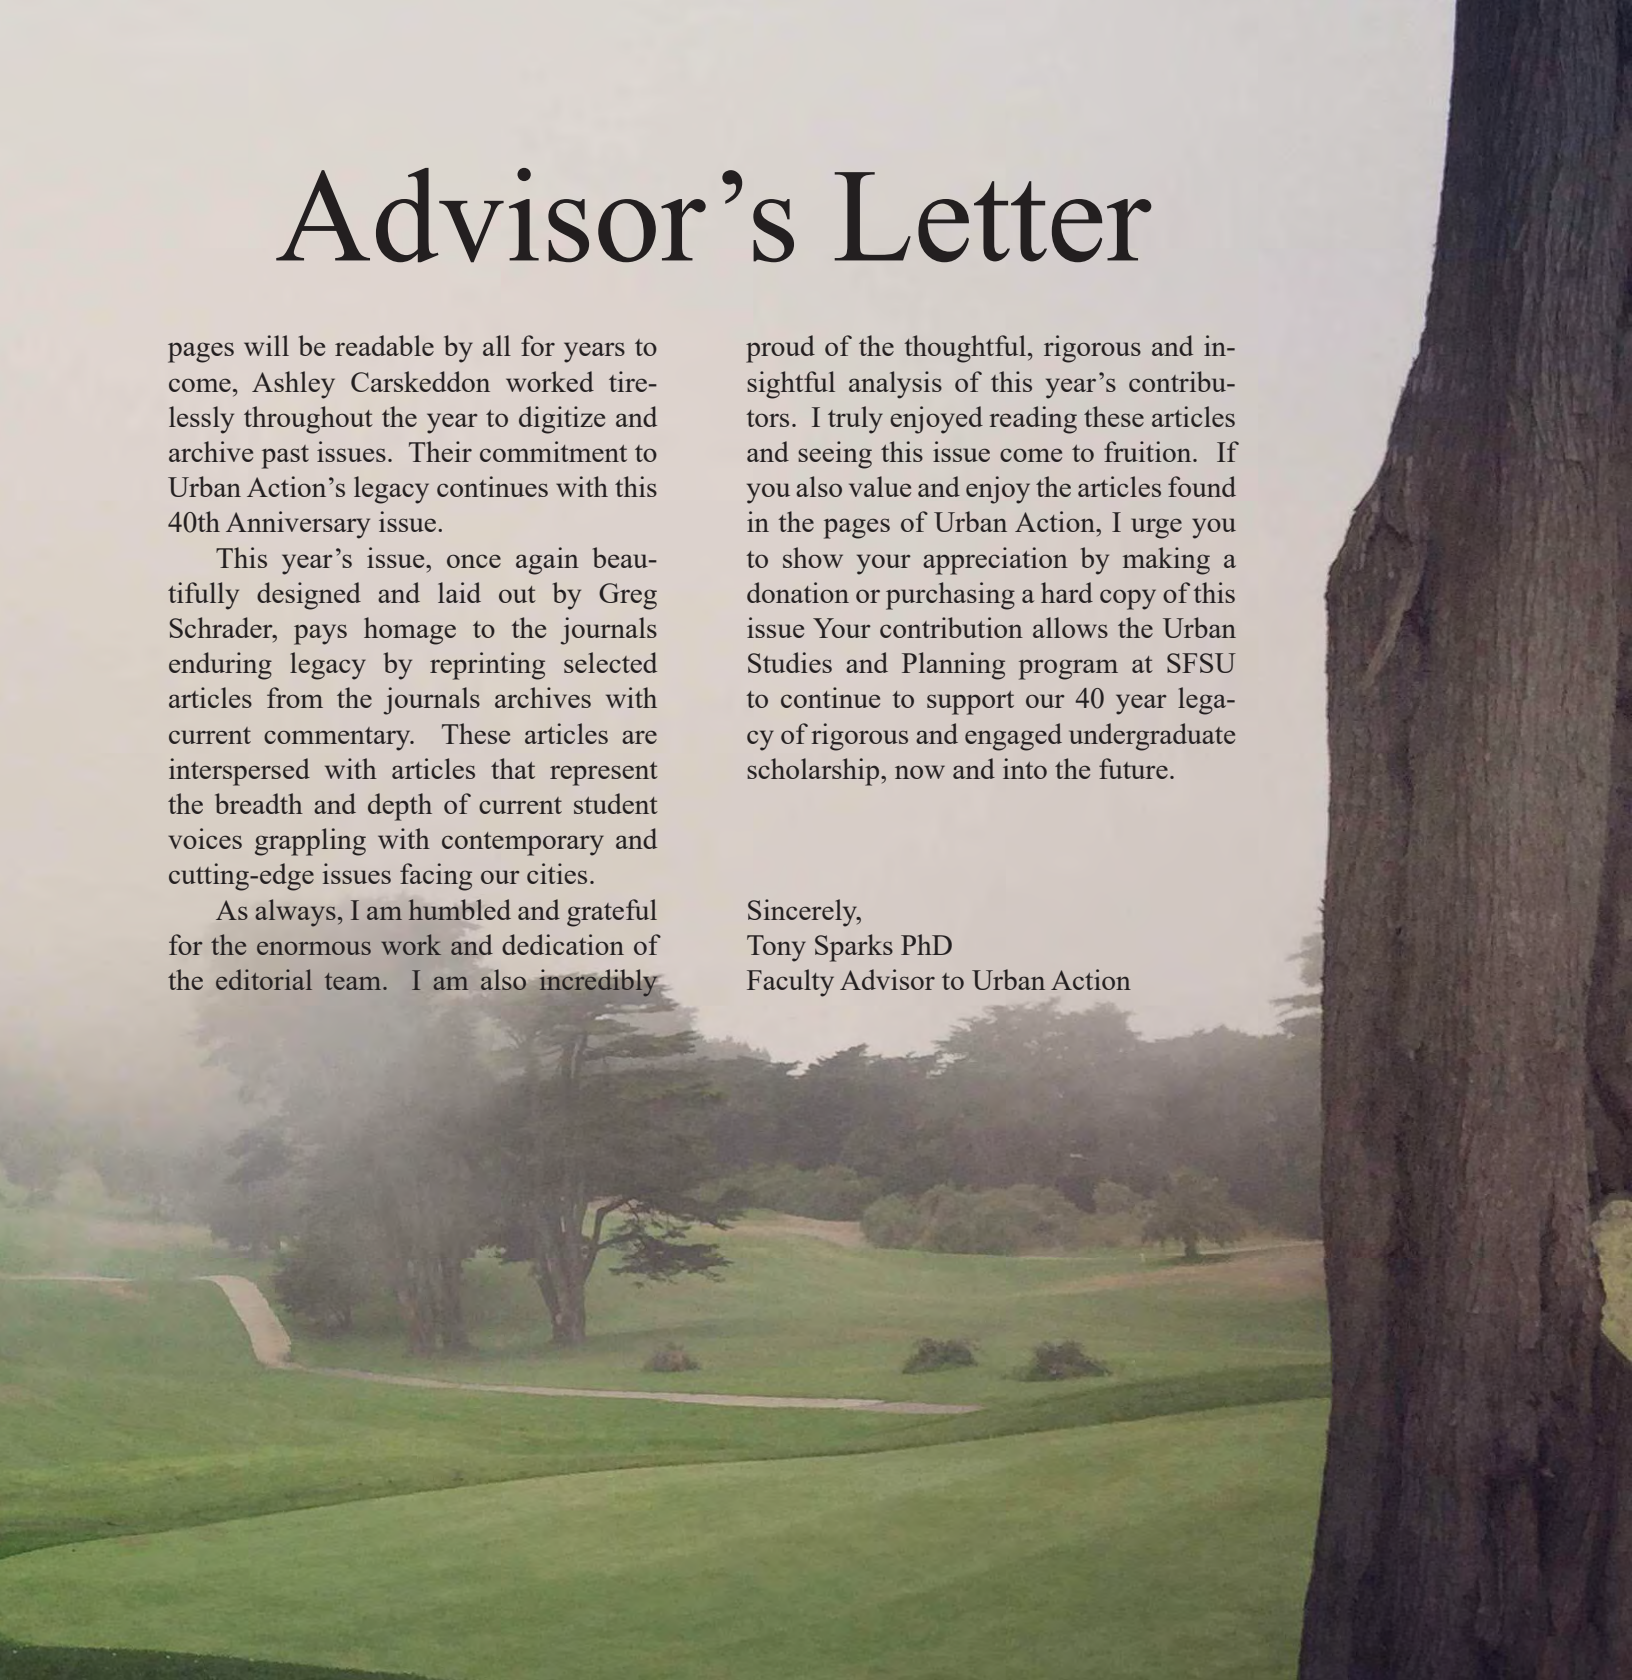 Advisor’s Letter
pages will be readable by all for years to
come, Ashley Carskeddon worked tire-
lessly throughout the year to digitize and
archive past issues.  Their commitment to
Urban Action’s legacy continues with this
40th Anniversary issue.
This year’s issue, once again beau-
tifully designed and laid out by Greg
Schrader, pays homage to the journals
enduring legacy by reprinting selected
articles from the journals archives with
current commentary.  These articles are
interspersed with articles that represent
the breadth and depth of current student
voices grappling with contemporary and
cutting-edge issues facing our cities.
As always, I am humbled and grateful
for the enormous work and dedication of
the editorial team.  I am also incredibly
proud of the thoughtful, rigorous and in-
sightful analysis of this year’s contribu-
tors.  I truly enjoyed reading these articles
and seeing this issue come to fruition.  If
you also value and enjoy the articles found
in the pages of Urban Action, I urge you
to show your appreciation by making a
donation or purchasing a hard copy of this
issue Your contribution allows the Urban
Studies and Planning program at SFSU
to continue to support our 40 year lega-
cy of rigorous and engaged undergraduate
scholarship, now and into the future.
Sincerely,
Tony Sparks PhD
Faculty Advisor to Urban Action